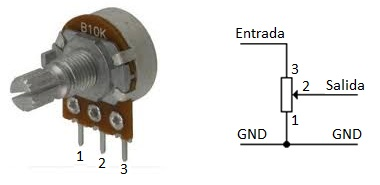 B10K
1 2 3
Entrada
3
2 Salida
1
GND GND